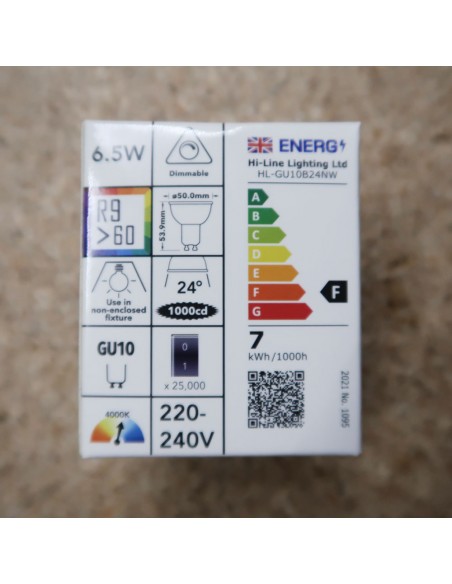 6.5W
Dimmable
R9
>60
ø50.0mm
53.9mm
Use in
non-enclosed
fixture
24°
1000cd
GU10
0
1
x 25,000
4000K
220-
240V
ENERG
Hi-Line Lighting Ltd
HL-GU10B24NW
A
B
C
D
E
F
G
F
7
kWh/1000h
2021 No. 1095